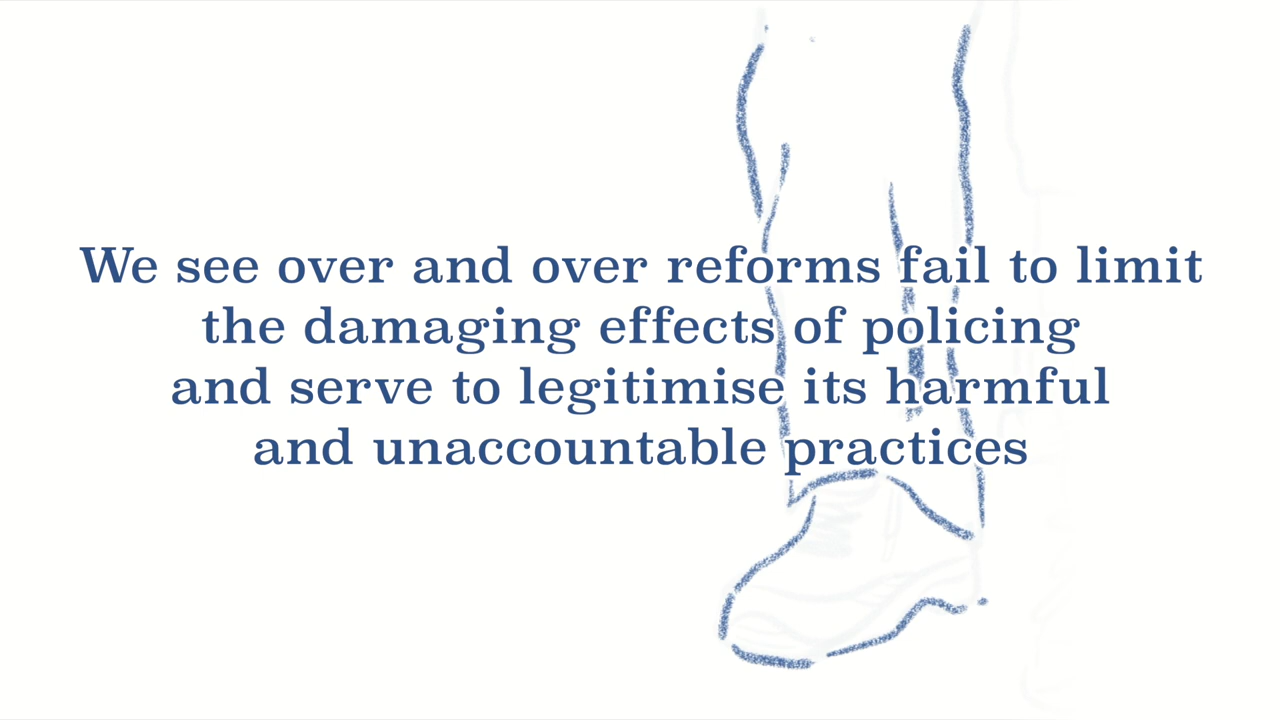 We see over and over reforms fail to limit
the damaging effects of policing
and serve to legitimise its harmful
and unaccountable practices